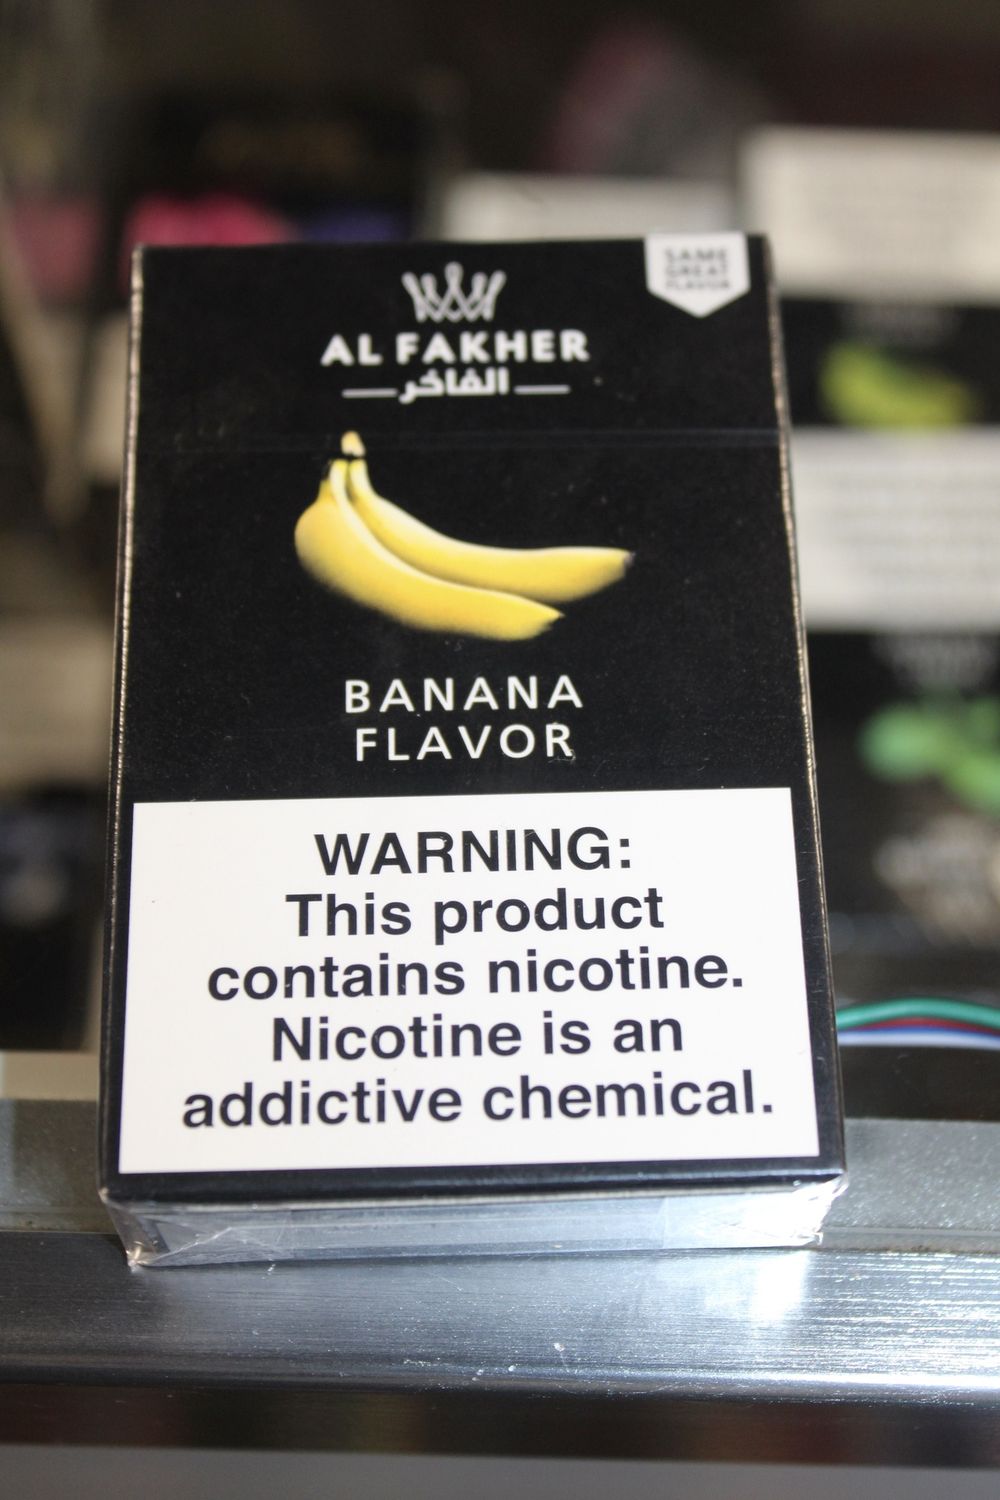 SAME
GREAT
FLAVOR
AL FAKHER
الفاخر
BANANA
FLAVOR
WARNING:
This product
contains nicotine.
Nicotine is an
addictive chemical.